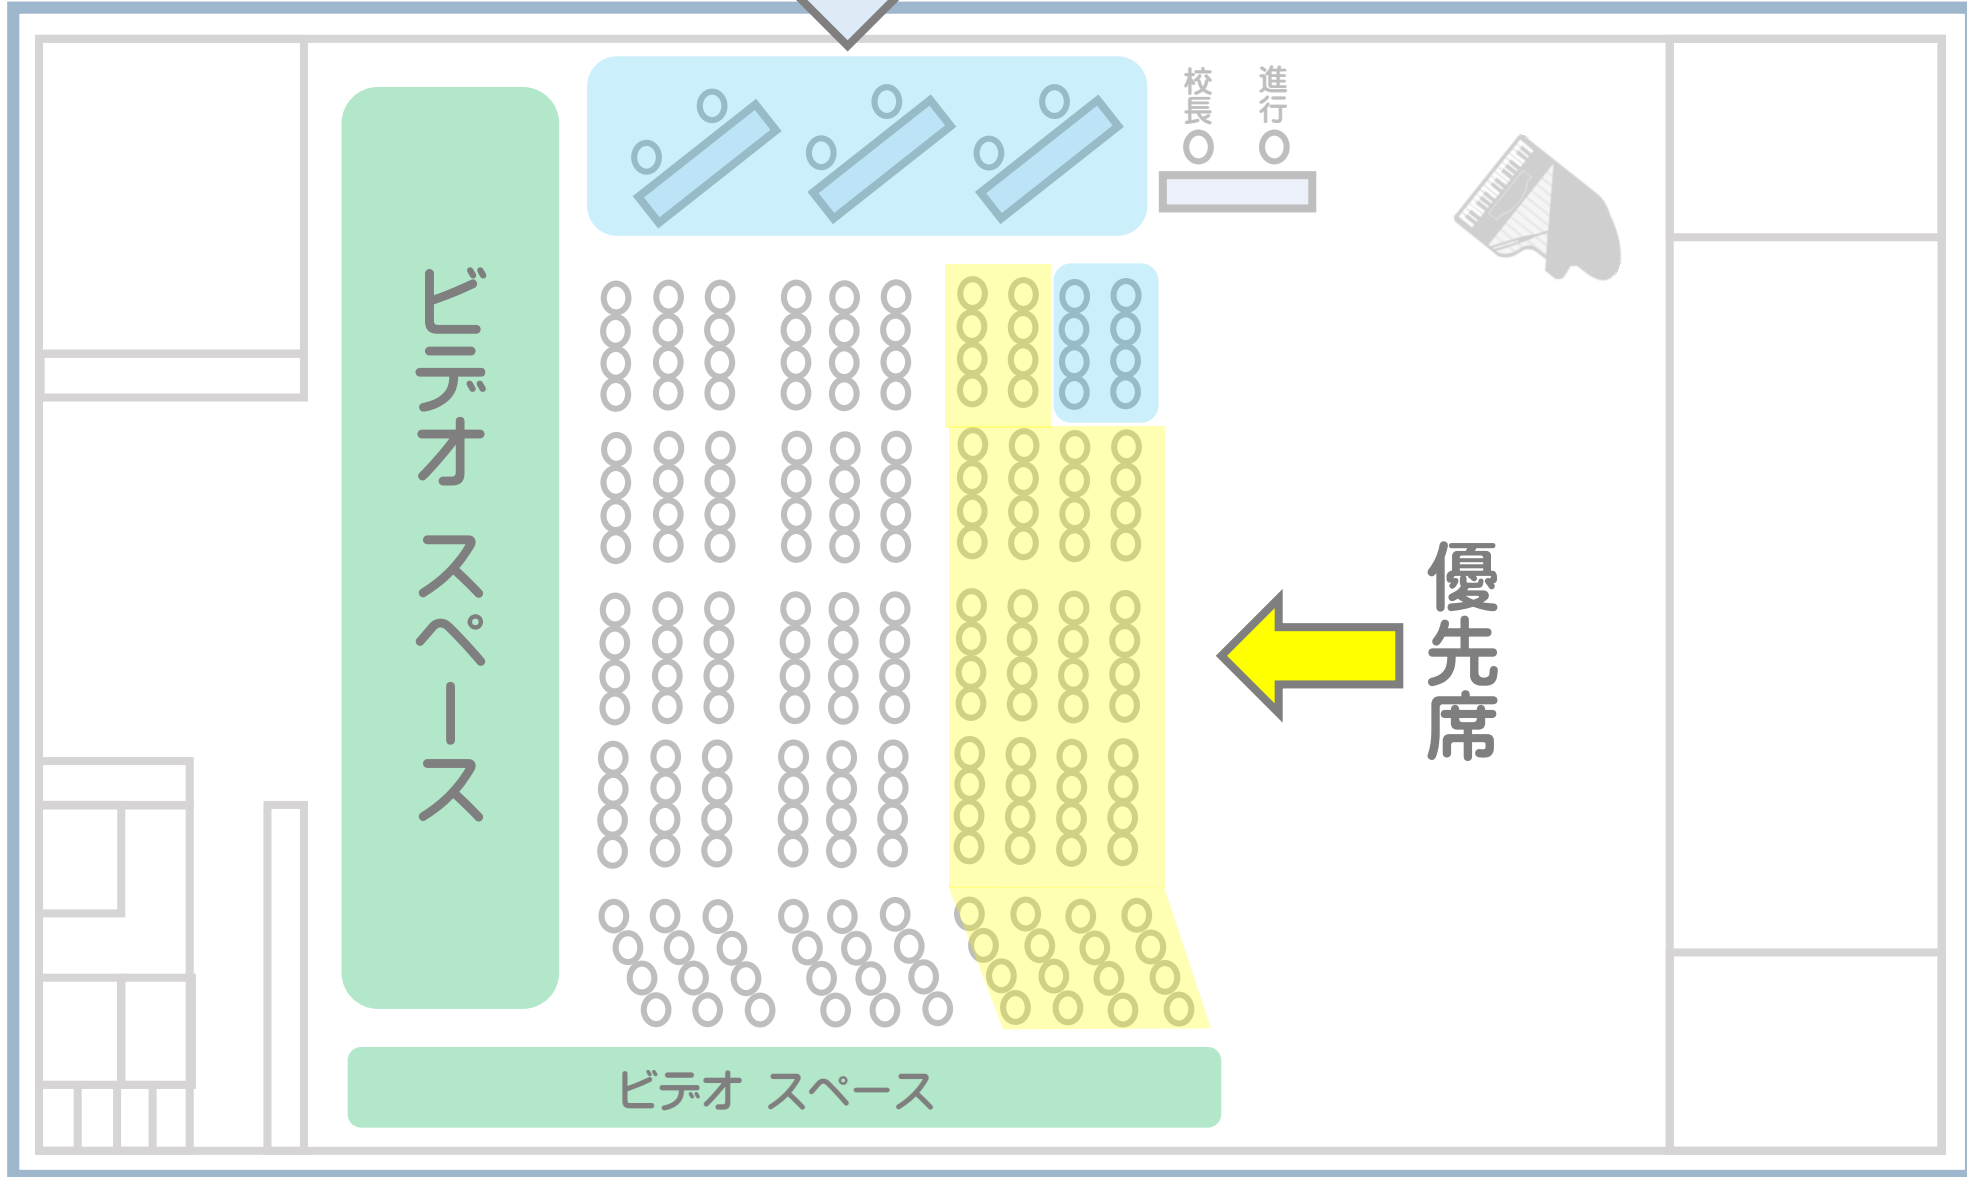 校長
進行
ビデオ スペース
優先席
ビデオ スペース